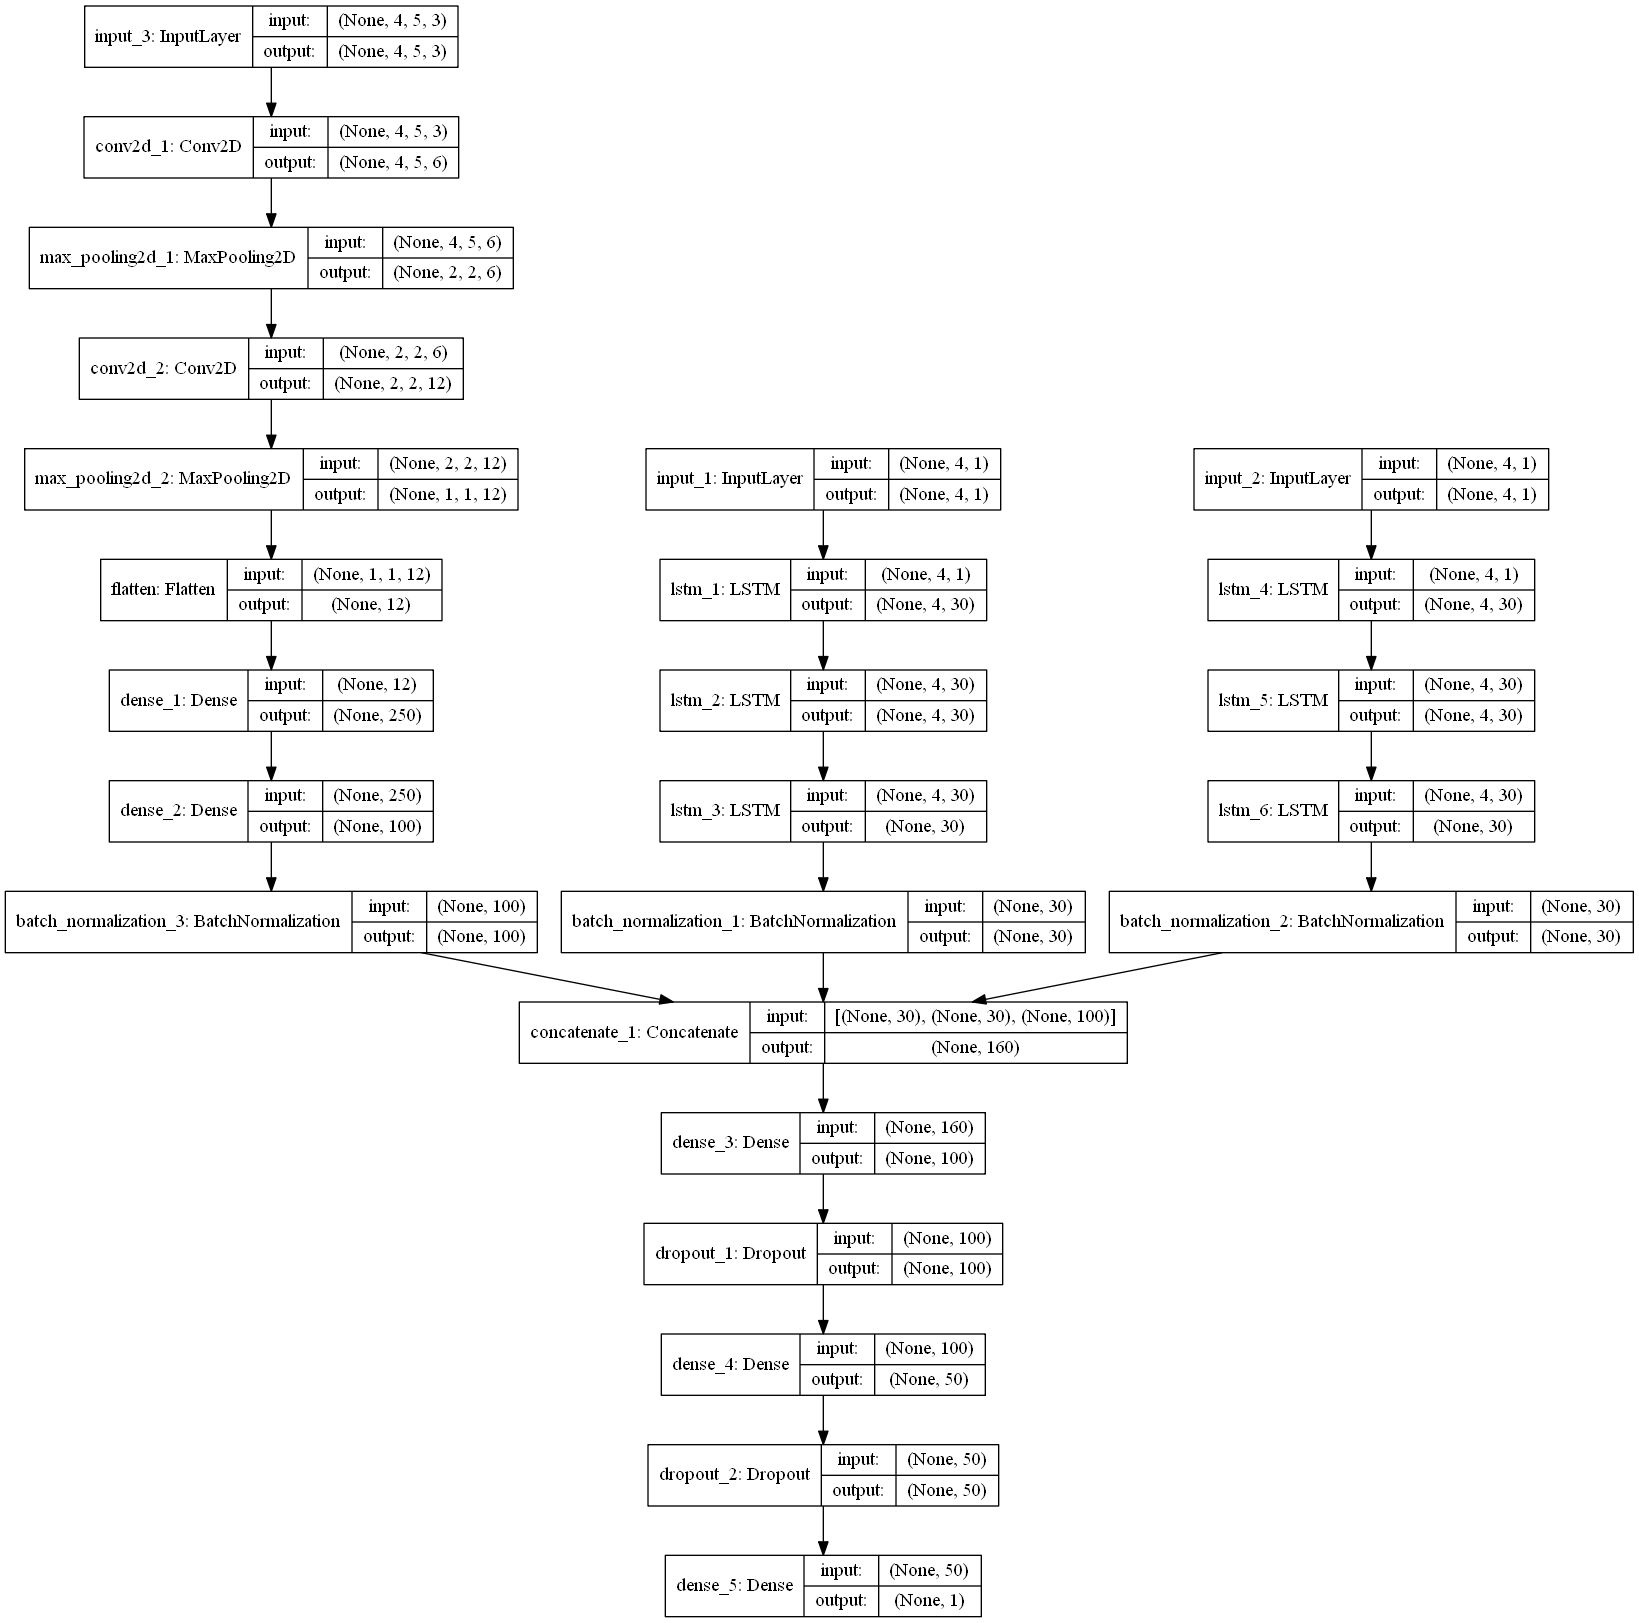 input_3: InputLayer
input: (None, 4, 5, 3)
output: (None, 4, 5, 3)
conv2d_1: Conv2D
input: (None, 4, 5, 3)
output: (None, 4, 5, 6)
max_pooling2d_1: MaxPooling2D
input: (None, 4, 5, 6)
output: (None, 2, 2, 6)
conv2d_2: Conv2D
input: (None, 2, 2, 6)
output: (None, 2, 2, 12)
max_pooling2d_2: MaxPooling2D
input: (None, 2, 2, 12)
output: (None, 1, 1, 12)
flatten: Flatten
input: (None, 1, 1, 12)
output: (None, 12)
dense_1: Dense
input: (None, 12)
output: (None, 250)
dense_2: Dense
input: (None, 250)
output: (None, 100)
batch_normalization_3: BatchNormalization
input: (None, 100)
output: (None, 100)
input_1: InputLayer
input: (None, 4, 1)
output: (None, 4, 1)
lstm_1: LSTM
input: (None, 4, 1)
output: (None, 4, 30)
lstm_2: LSTM
input: (None, 4, 30)
output: (None, 4, 30)
lstm_3: LSTM
input: (None, 4, 30)
output: (None, 30)
batch_normalization_1: BatchNormalization
input: (None, 30)
output: (None, 30)
input_2: InputLayer
input: (None, 4, 1)
output: (None, 4, 1)
lstm_4: LSTM
input: (None, 4, 1)
output: (None, 4, 30)
lstm_5: LSTM
input: (None, 4, 30)
output: (None, 4, 30)
lstm_6: LSTM
input: (None, 4, 30)
output: (None, 30)
batch_normalization_2: BatchNormalization
input: (None, 30)
output: (None, 30)
concatenate_1: Concatenate
input: [(None, 30), (None, 30), (None, 100)]
output: (None, 160)
dense_3: Dense
input: (None, 160)
output: (None, 100)
dropout_1: Dropout
input: (None, 100)
output: (None, 100)
dense_4: Dense
input: (None, 100)
output: (None, 50)
dropout_2: Dropout
input: (None, 50)
output: (None, 50)
dense_5: Dense
input: (None, 50)
output: (None, 1)